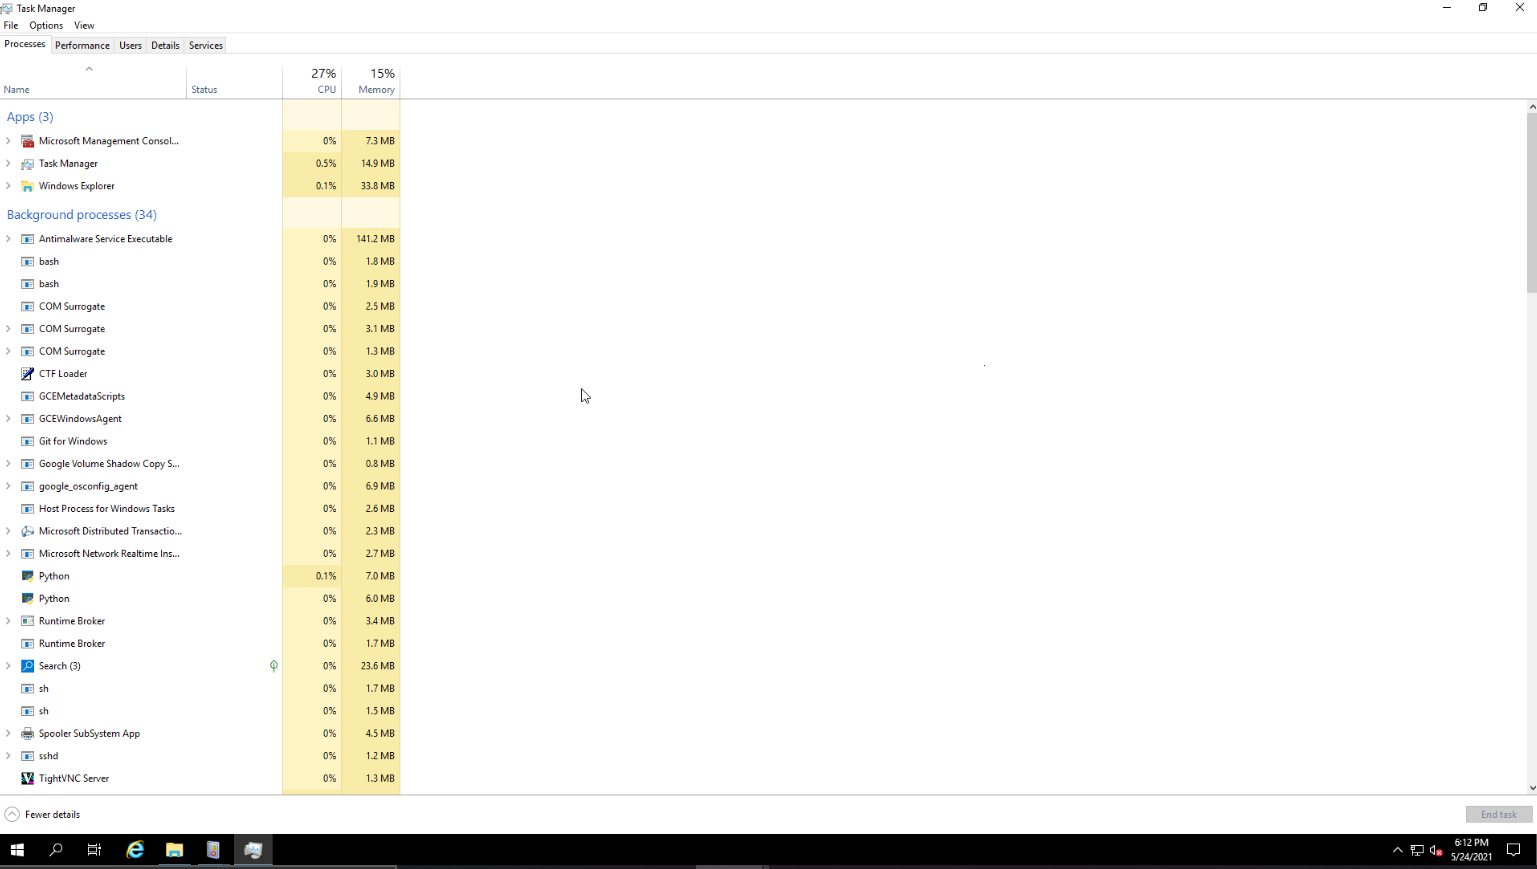 Task Manager
File Options View
Processes Performance Users Details Services
27% 15%
Name Status CPU Memory
Apps (3)
Microsoft Management Consol... 0% 7.3 MB
Task Manager 0.5% 14.9 MB
Windows Explorer 0.1% 33.8 MB
Background processes (34)
Antimalware Service Executable 0% 141.2 MB
bash 0% 1.8 MB
bash 0% 1.9 MB
COM Surrogate 0% 2.5 MB
COM Surrogate 0% 3.1 MB
COM Surrogate 0% 1.3 MB
CTF Loader 0% 3.0 MB
GCEMetadataScripts 0% 4.9 MB
GCEWindowsAgent 0% 6.6 MB
Git for Windows 0% 1.1 MB
Google Volume Shadow Copy S... 0% 0.8 MB
google_osconfig_agent 0% 6.9 MB
Host Process for Windows Tasks 0% 2.6 MB
Microsoft Distributed Transactio... 0% 2.3 MB
Microsoft Network Realtime Ins... 0% 2.7 MB
Python 0.1% 7.0 MB
Python 0% 6.0 MB
Runtime Broker 0% 3.4 MB
Runtime Broker 0% 1.7 MB
Search (3) 0% 23.6 MB
sh 0% 1.7 MB
sh 0% 1.5 MB
Spooler SubSystem App 0% 4.5 MB
sshd 0% 1.2 MB
TightVNC Server 0% 1.3 MB
Fewer details End task
6:12 PM
5/24/2021